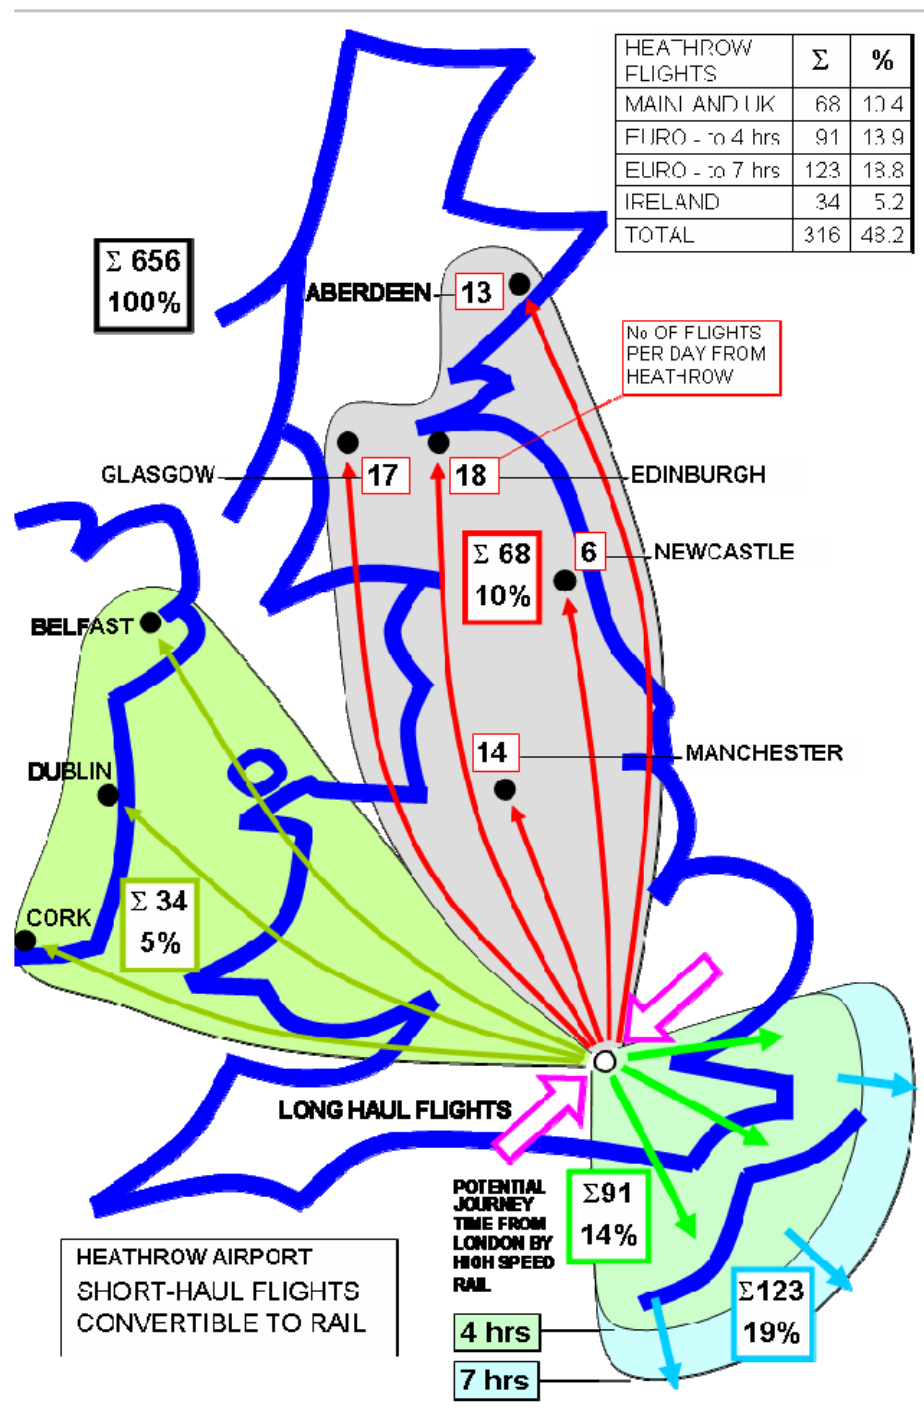 HEATHROW FLIGHTS Σ %
MAINLAND UK 68 10.4
EURO - to 4 hrs 91 13.9
EURO - to 7 hrs 123 18.8
IRELAND 34 5.2
TOTAL 316 48.2
Σ 656
100%
ABERDEEN 13
No OF FLIGHTS
PER DAY FROM
HEATHROW
GLASGOW 17 18 EDINBURGH
Σ 68
10%
6 NEWCASTLE
BELFAST
14 MANCHESTER
DUBLIN
CORK
Σ 34
5%
LONG HAUL FLIGHTS
POTENTIAL
JOURNEY
TIME FROM
LONDON BY
HIGH SPEED
RAIL
Σ91
14%
HEATHROW AIRPORT
SHORT-HAUL FLIGHTS
CONVERTIBLE TO RAIL
Σ123
19%
4 hrs
7 hrs